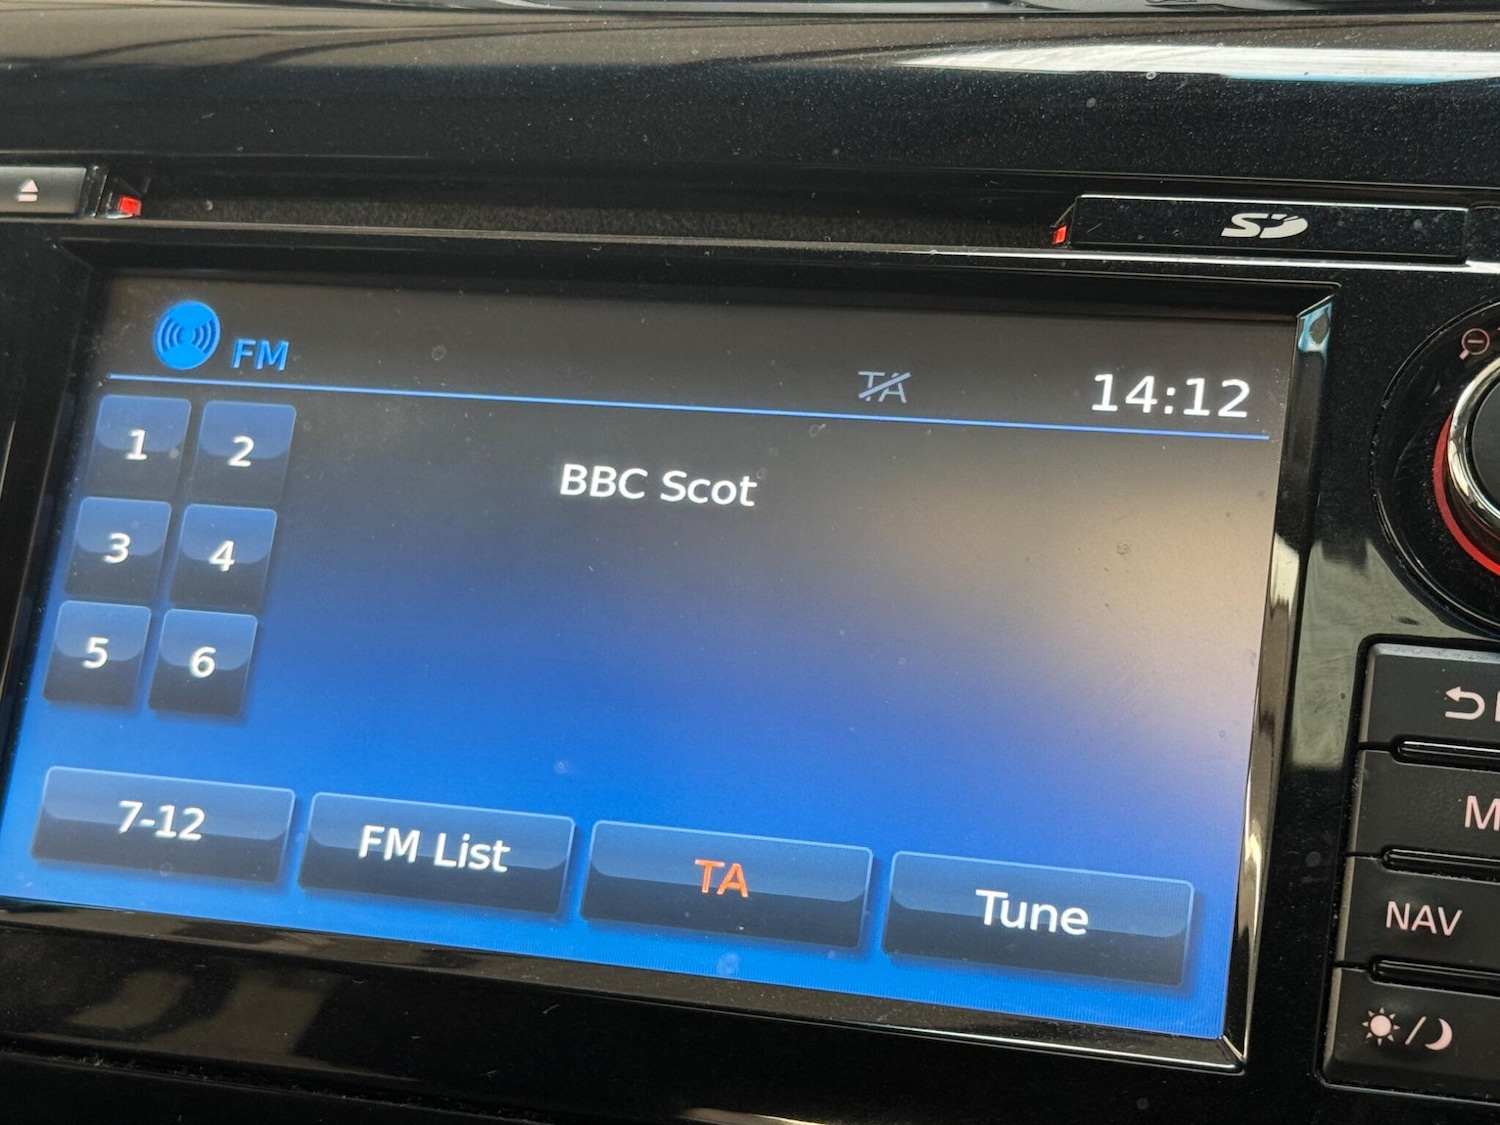 SD
FM
TA
14:12
1
2
BBC Scot
3
4
5
6
7-12
FM List
TA
Tune
NAV